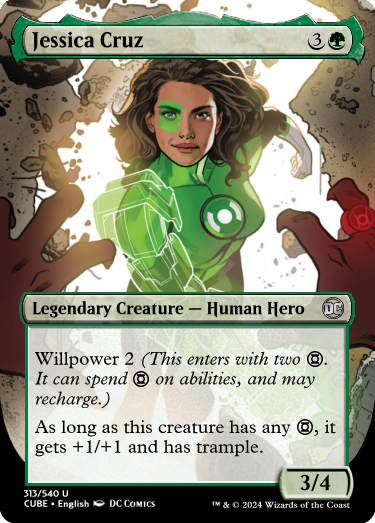 Jessica Cruz 3
Legendary Creature — Human Hero DC
Willpower 2 (This enters with two .
It can spend on abilities, and may
recharge.)
As long as this creature has any , it
gets +1/+1 and has trample.
3/4
313/540 U
CUBE • English DC COMICS
™ & © 2024 Wizards of the Coast